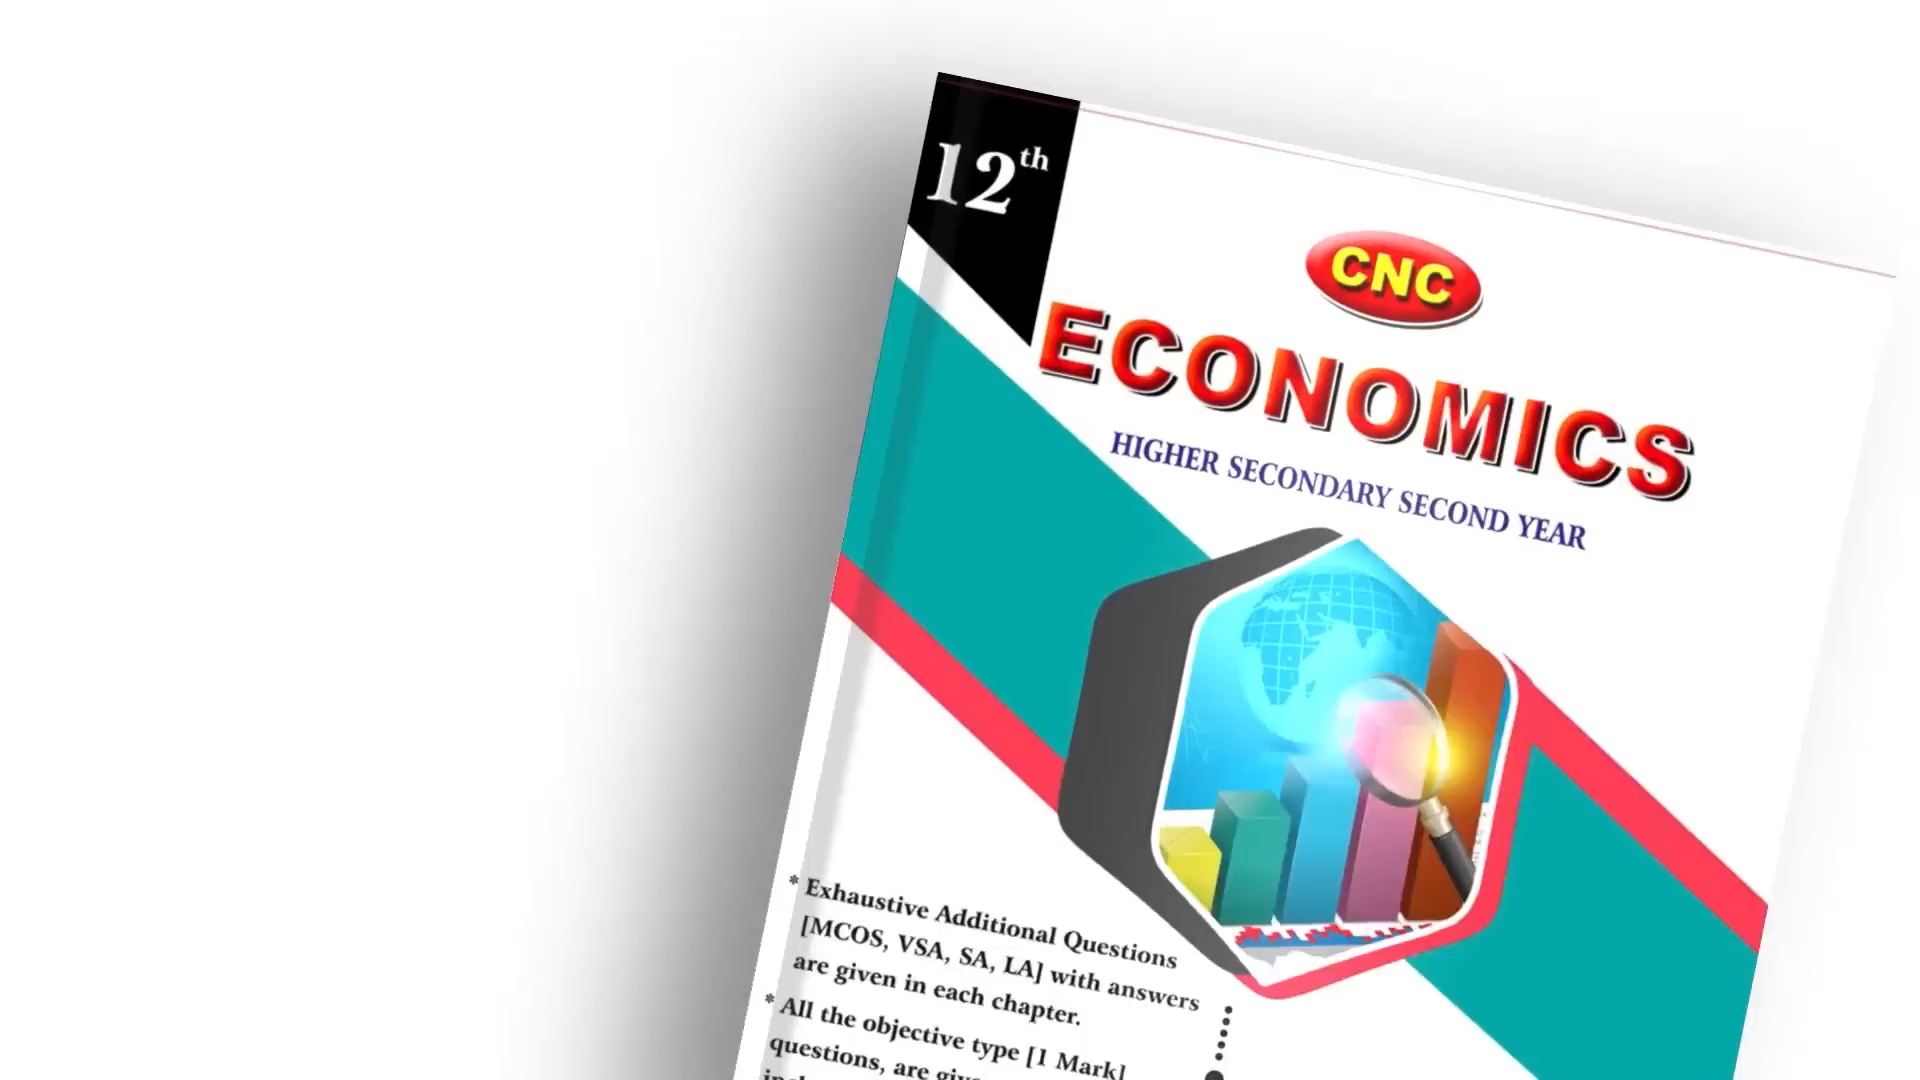 12th
CNC
ECONOMICS
HIGHER SECONDARY SECOND YEAR
* Exhaustive Additional Questions
[MCOS, VSA, SA, LA] with answers
are given in each chapter.
* All the objective type [1 Mark]
questions, are